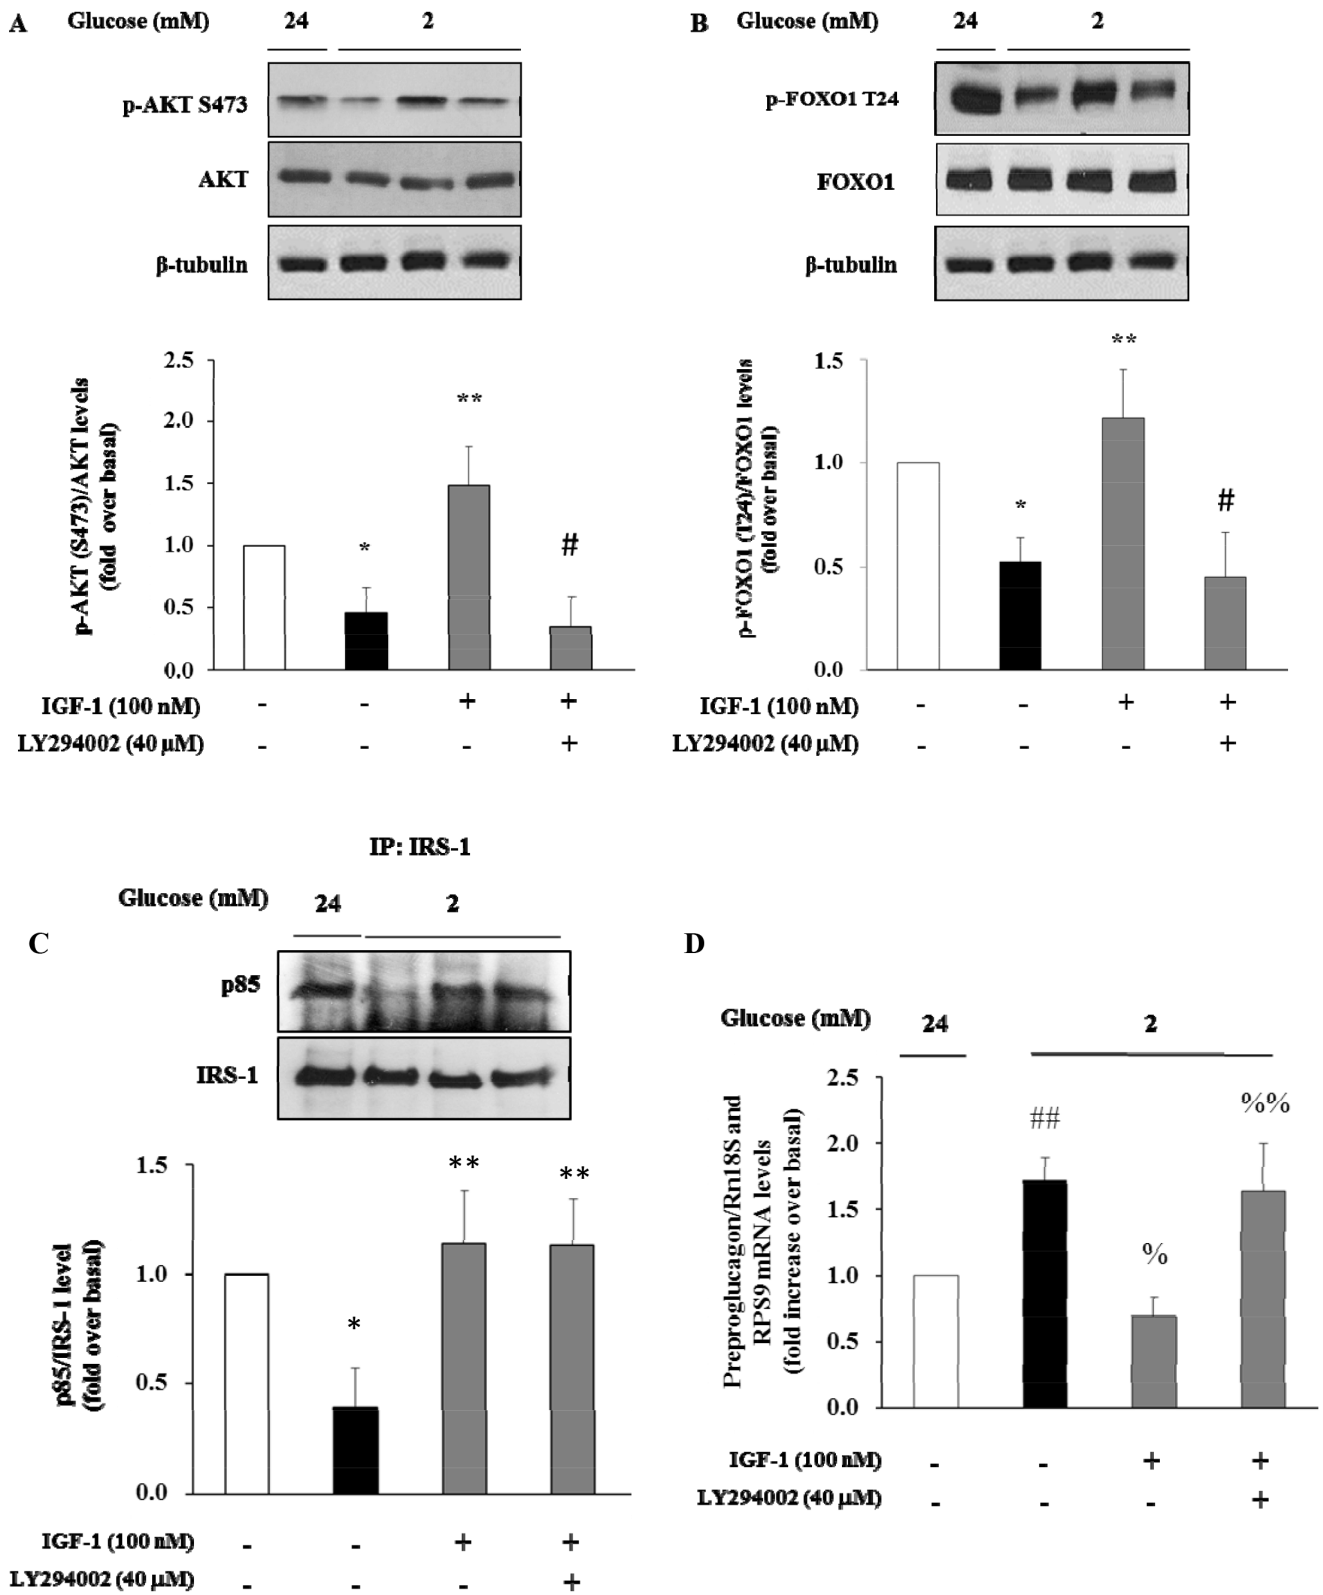 A
Glucose (mM) 24 2
p-AKT S473
AKT
β-tubulin
p-AKT (S473)/AKT levels
(fold over basal)
2.5
2.0
1.5
1.0
0.5
0.0
*
**
#
IGF-1 (100 nM) - - + +
LY294002 (40 μM) - - - +
B
Glucose (mM) 24 2
p-FOXO1 T24
FOXO1
β-tubulin
p-FOXO1 (T24)/FOXO1 levels
(fold over basal)
1.5
1.0
0.5
0.0
*
**
#
IGF-1 (100 nM) - - + +
LY294002 (40 μM) - - - +
C
IP: IRS-1
Glucose (mM) 24 2
p85
IRS-1
p85/IRS-1 level
(fold over basal)
1.5
1.0
0.5
0.0
*
**
**
IGF-1 (100 nM) - - + +
LY294002 (40 μM) - - - +
D
Glucose (mM) 24 2
Preproglucagon/Rn18S and
RPS9 mRNA levels
(fold increase over basal)
2.5
2.0
1.5
1.0
0.5
0.0
##
%
%%
IGF-1 (100 nM) - - + +
LY294002 (40 μM) - - - +